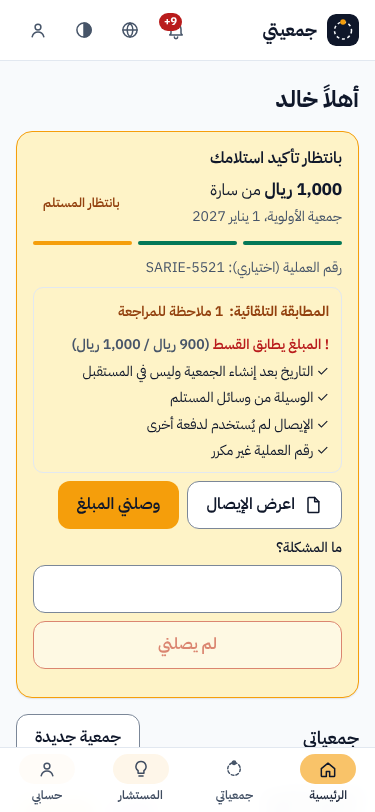 جمعيتي
9+
أهلاً خالد
بانتظار تأكيد استلامك
1,000 ريال من سارة
بانتظار المستلم
جمعية الأولوية، 1 يناير 2027
رقم العملية (اختياري): SARIE-5521
المطابقة التلقائية: 1 ملاحظة للمراجعة
! المبلغ يطابق القسط (900 ريال / 1,000 ريال)
✓ التاريخ بعد إنشاء الجمعية وليس في المستقبل
✓ الوسيلة من وسائل المستلم
✓ الإيصال لم يُستخدم لدفعة أخرى
✓ رقم العملية غير مكرر
اعرض الإيصال
وصلني المبلغ
ما المشكلة؟
لم يصلني
جمعياتي
جمعية جديدة
الرئيسية
جمعياتي
المستشار
حسابي